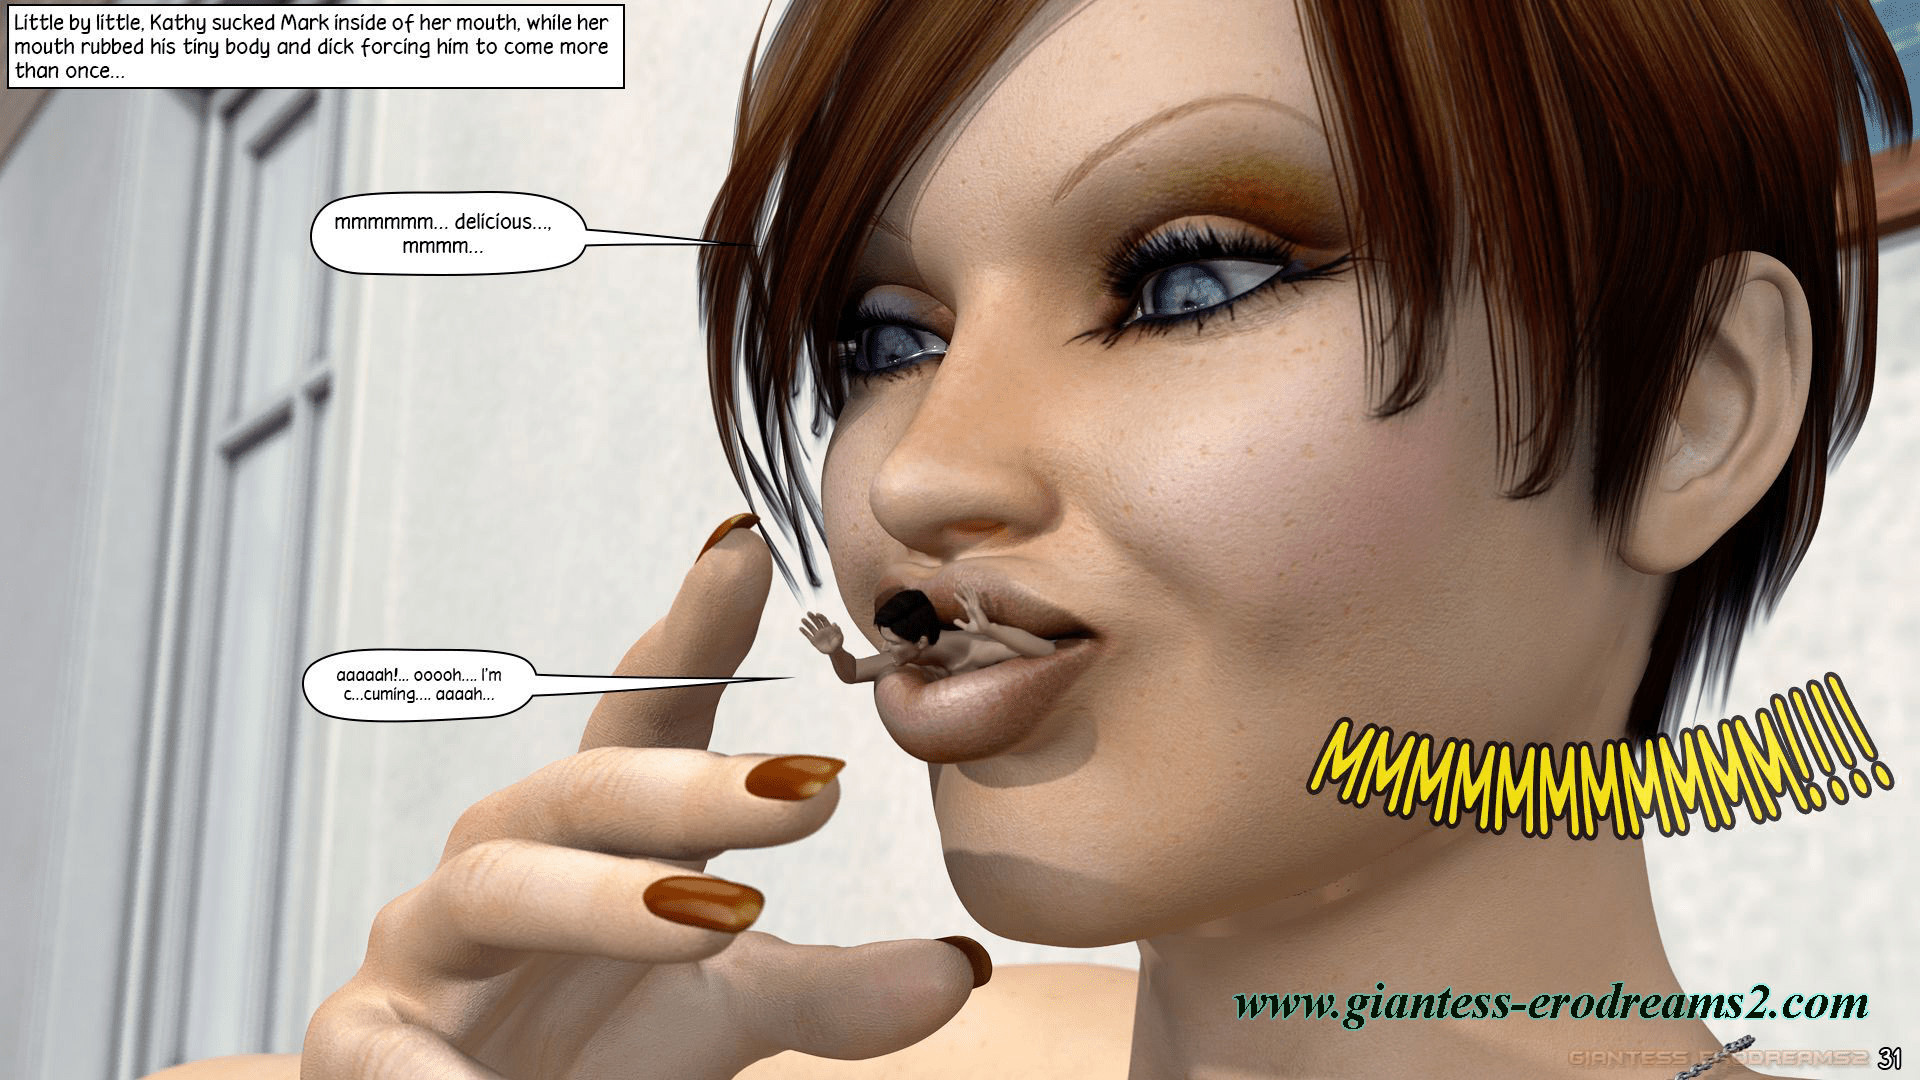 Little by little, Kathy sucked Mark inside of her mouth, while her
mouth rubbed his tiny body and dick forcing him to come more
than once...
mmmmmm... delicious...,
mmmm...
aaaaah!... ooooh.... I'm
c...cuming.... aaaah...
MMMMMMMMMMM!!!!
www.giantess-erodreams2.com
GIANTESS ERODREAMS2
31